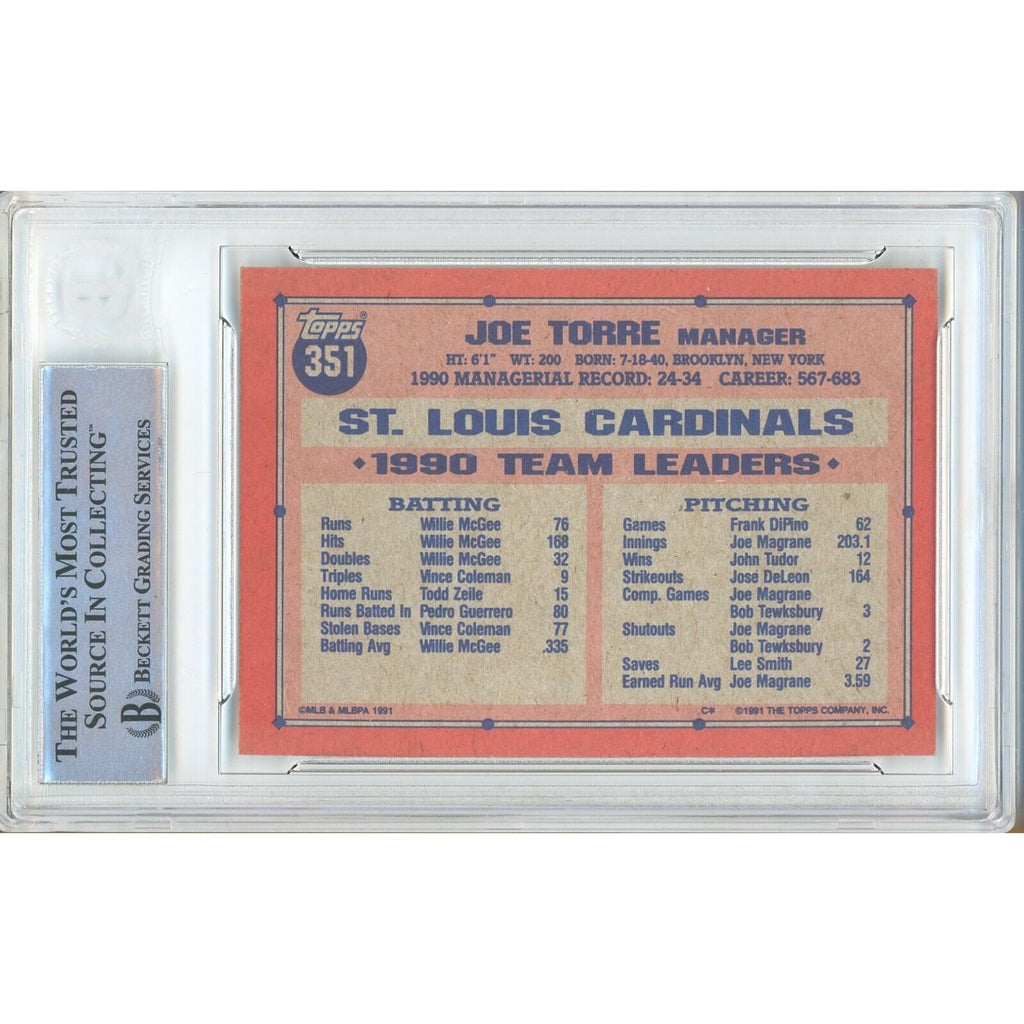 THE WORLD'S MOST TRUSTED
SOURCE IN COLLECTING™
BECKETT GRADING SERVICES
B
Topps®
351
JOE TORRE MANAGER
HT: 6'1" WT: 200 BORN: 7-18-40, BROOKLYN, NEW YORK
1990 MANAGERIAL RECORD: 24-34 CAREER: 567-683
ST. LOUIS CARDINALS
1990 TEAM LEADERS
BATTING
Runs Willie McGee 76
Hits Willie McGee 168
Doubles Willie McGee 32
Triples Vince Coleman 9
Home Runs Todd Zeile 15
Runs Batted In Pedro Guerrero 80
Stolen Bases Vince Coleman 77
Batting Avg Willie McGee .335
PITCHING
Games Frank DiPino 62
Innings Joe Magrane 203.1
Wins John Tudor 12
Strikeouts José DeLeon 164
Comp. Games Joe Magrane
Bob Tewksbury 3
Shutouts Joe Magrane
Bob Tewksbury 2
Saves Lee Smith 27
Earned Run Avg Joe Magrane 3.59
©MLB & MLBPA 1991
C* ©1991 THE TOPPS COMPANY, INC.